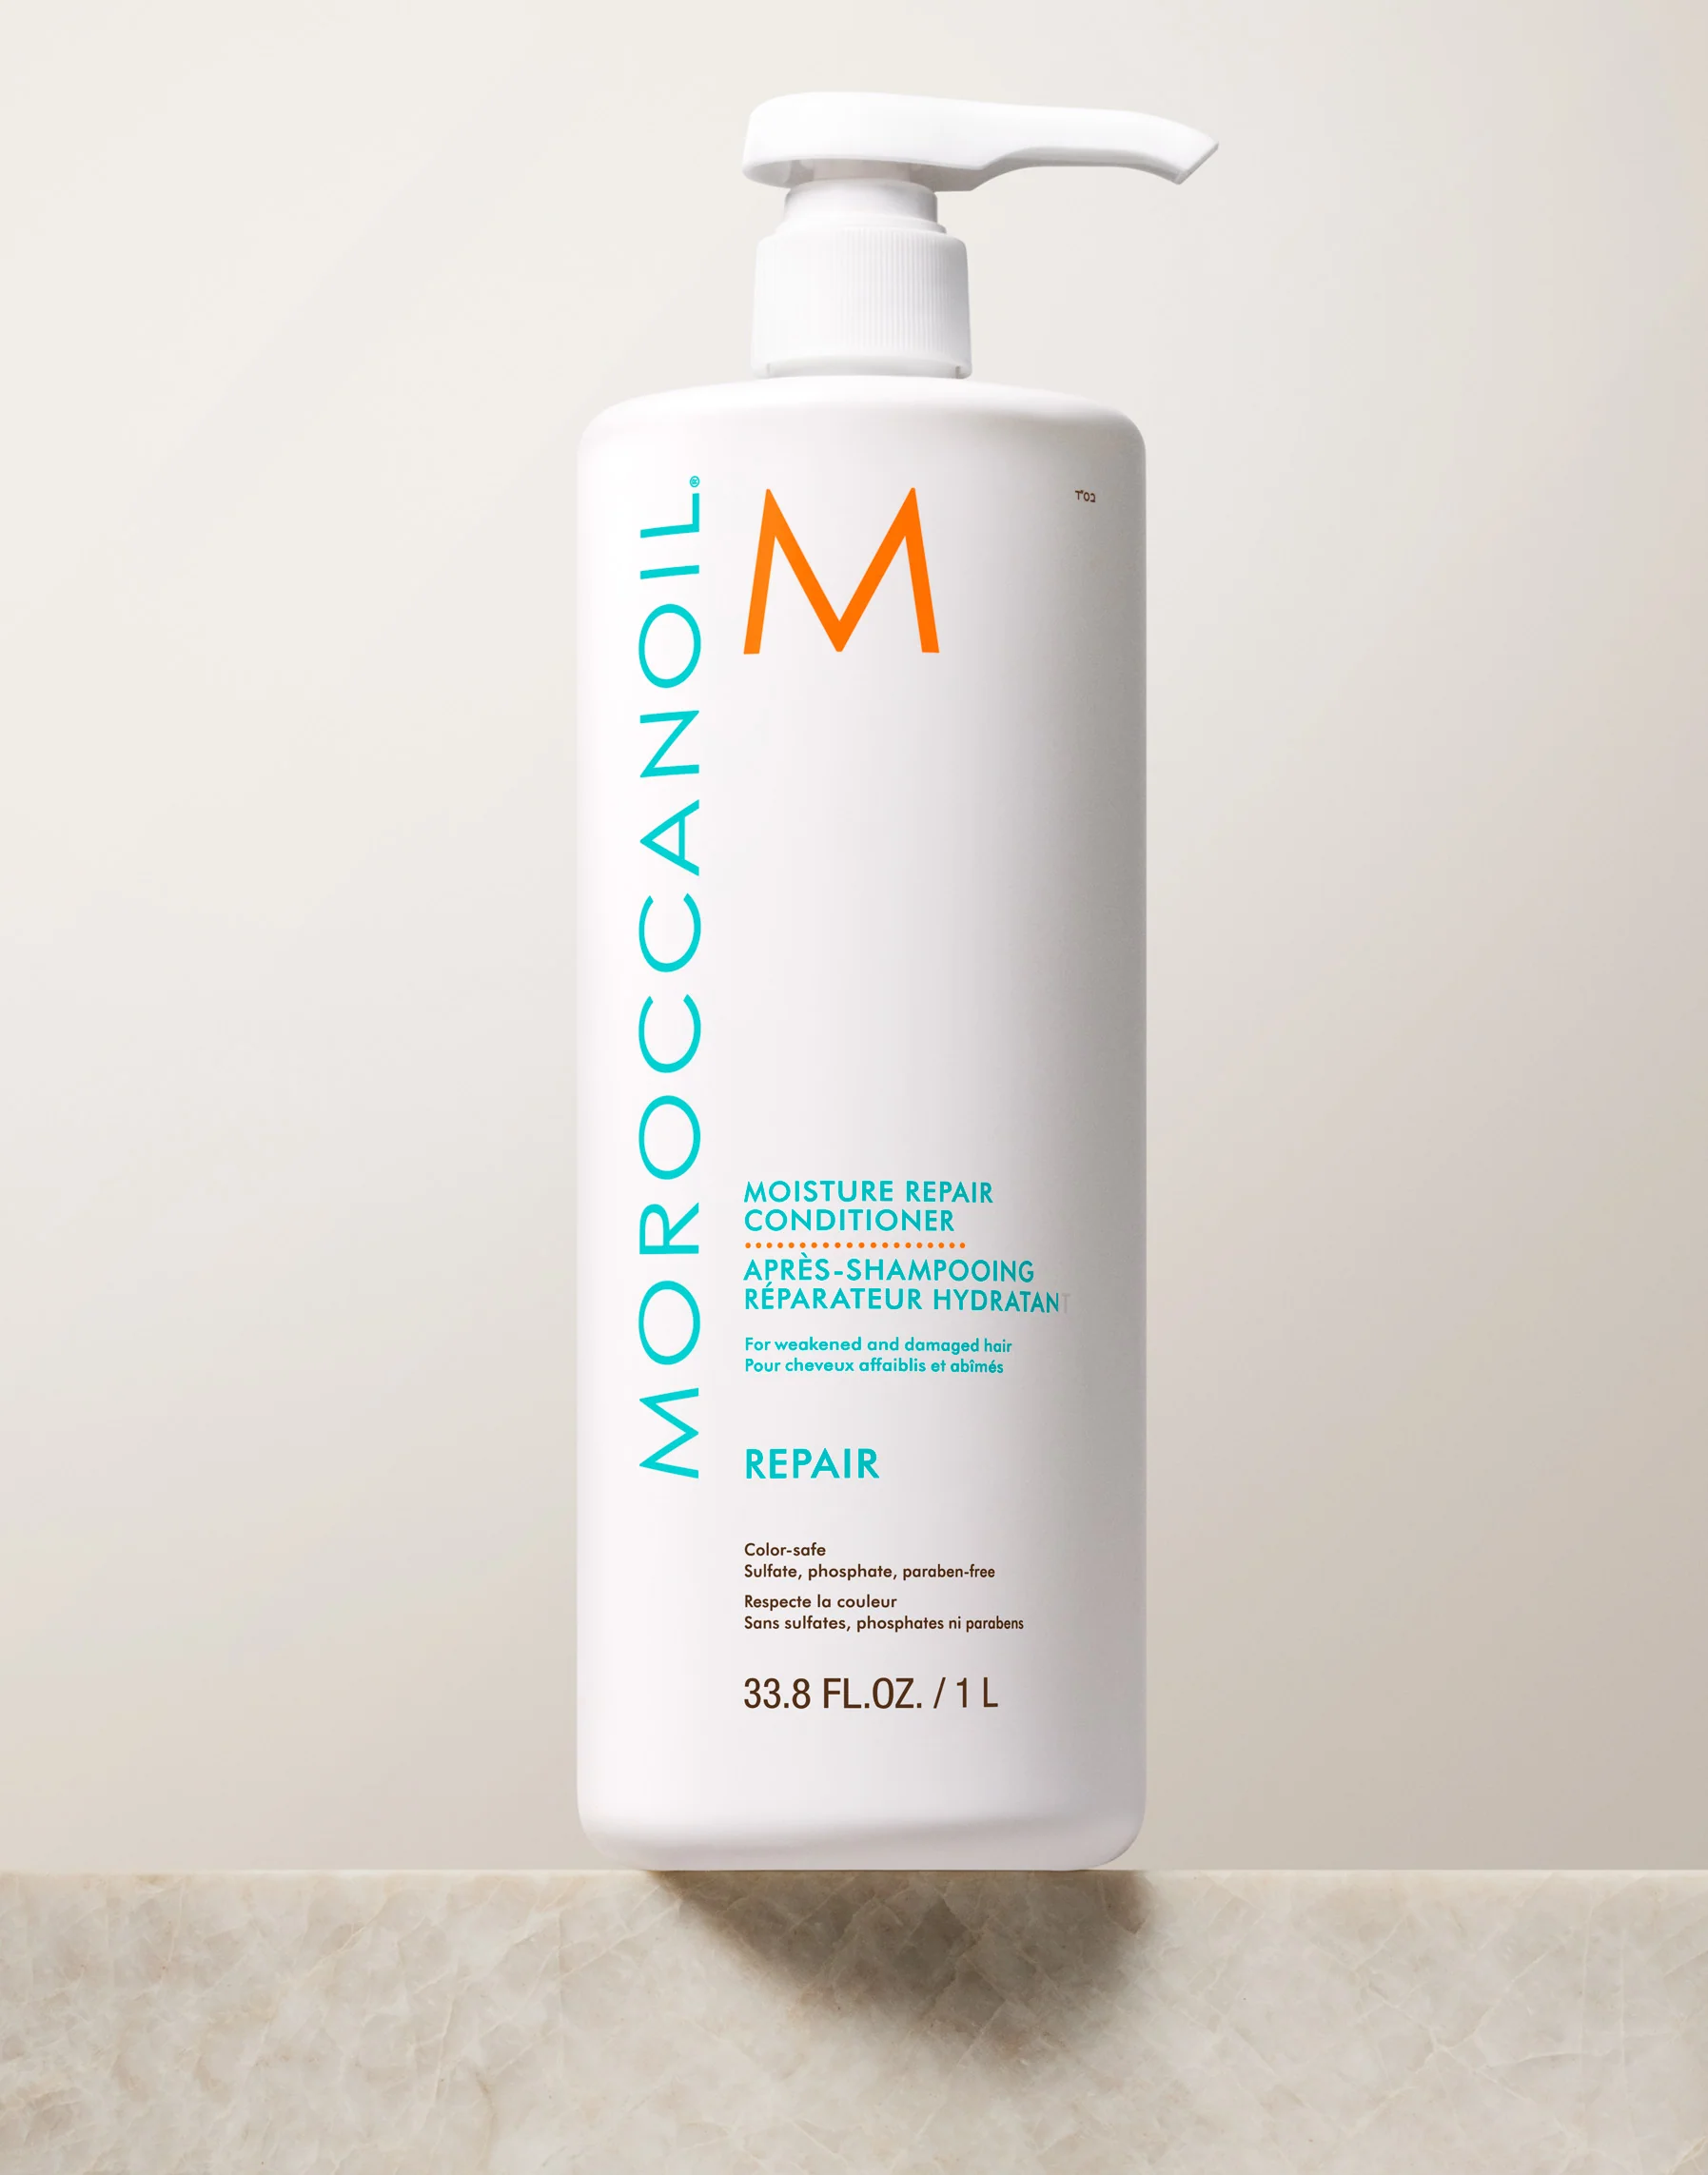 MOROCCANOIL®
M
בס"ד
MOISTURE REPAIR
CONDITIONER
APRÈS-SHAMPOOING
RÉPARATEUR HYDRATANT
For weakened and damaged hair
Pour cheveux affaiblis et abîmés
REPAIR
Color-safe
Sulfate, phosphate, paraben-free
Respecte la couleur
Sans sulfates, phosphates ni parabens
33.8 FL.OZ. / 1 L